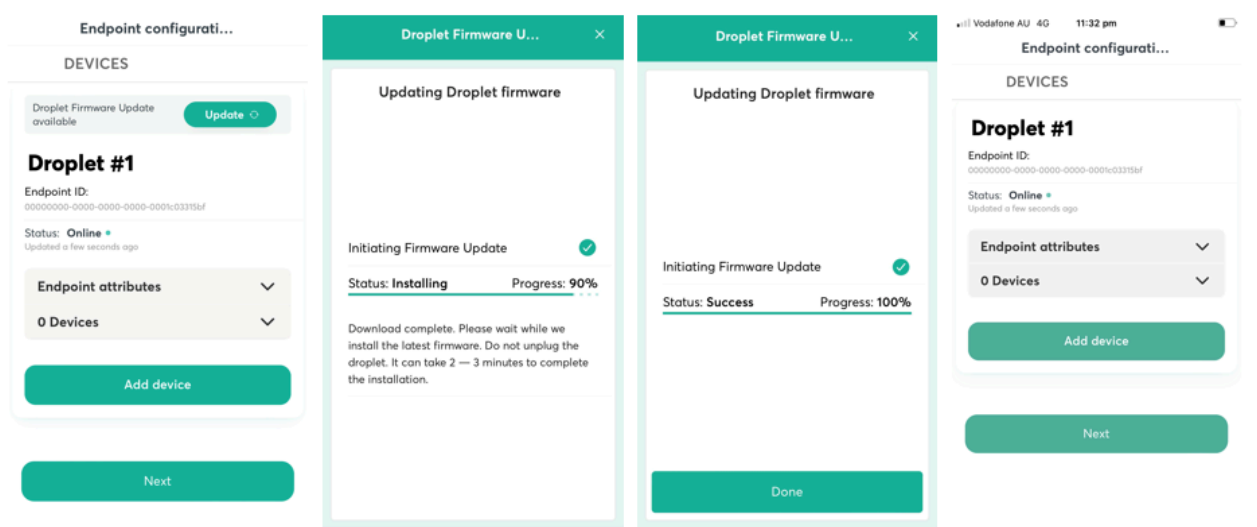 Endpoint configurati...
DEVICES
Droplet Firmware Update
available
Update
Droplet #1
Endpoint ID:
00000000-0000-0000-0000-0001c03315bf
Status: Online
Updated a few seconds ago
Endpoint attributes
0 Devices
Add device
Next
Droplet Firmware U...
×
Updating Droplet firmware
Initiating Firmware Update
Status: Installing
Progress: 90%
Download complete. Please wait while we
install the latest firmware. Do not unplug the
droplet. It can take 2 — 3 minutes to complete
the installation.
Droplet Firmware U...
×
Updating Droplet firmware
Initiating Firmware Update
Status: Success
Progress: 100%
Done
Vodafone AU 4G 11:32 pm
Endpoint configurati...
DEVICES
Droplet #1
Endpoint ID:
00000000-0000-0000-0000-0001c03315bf
Status: Online
Updated a few seconds ago
Endpoint attributes
0 Devices
Add device
Next